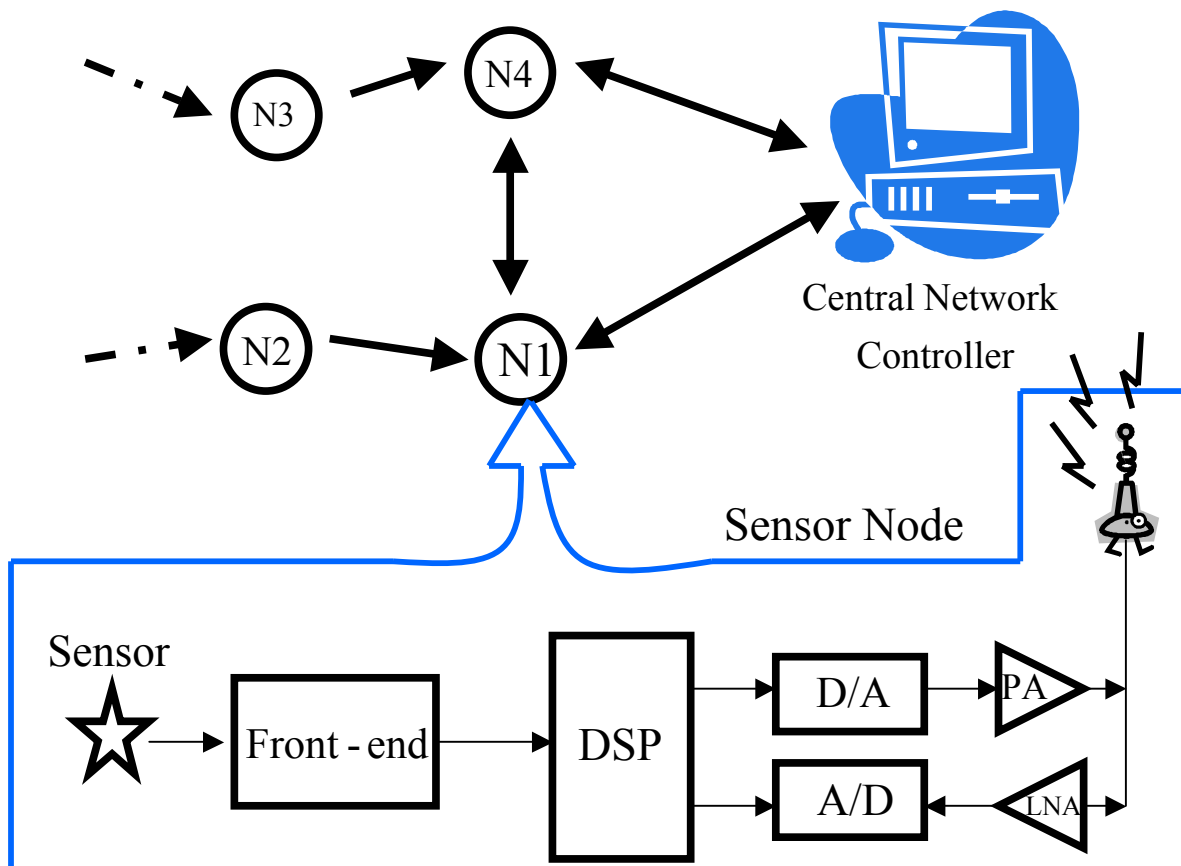 N4
N3
Central Network
Controller
N2
N1
Sensor Node
Sensor
Front - end
DSP
D/A
PA
A/D
LNA